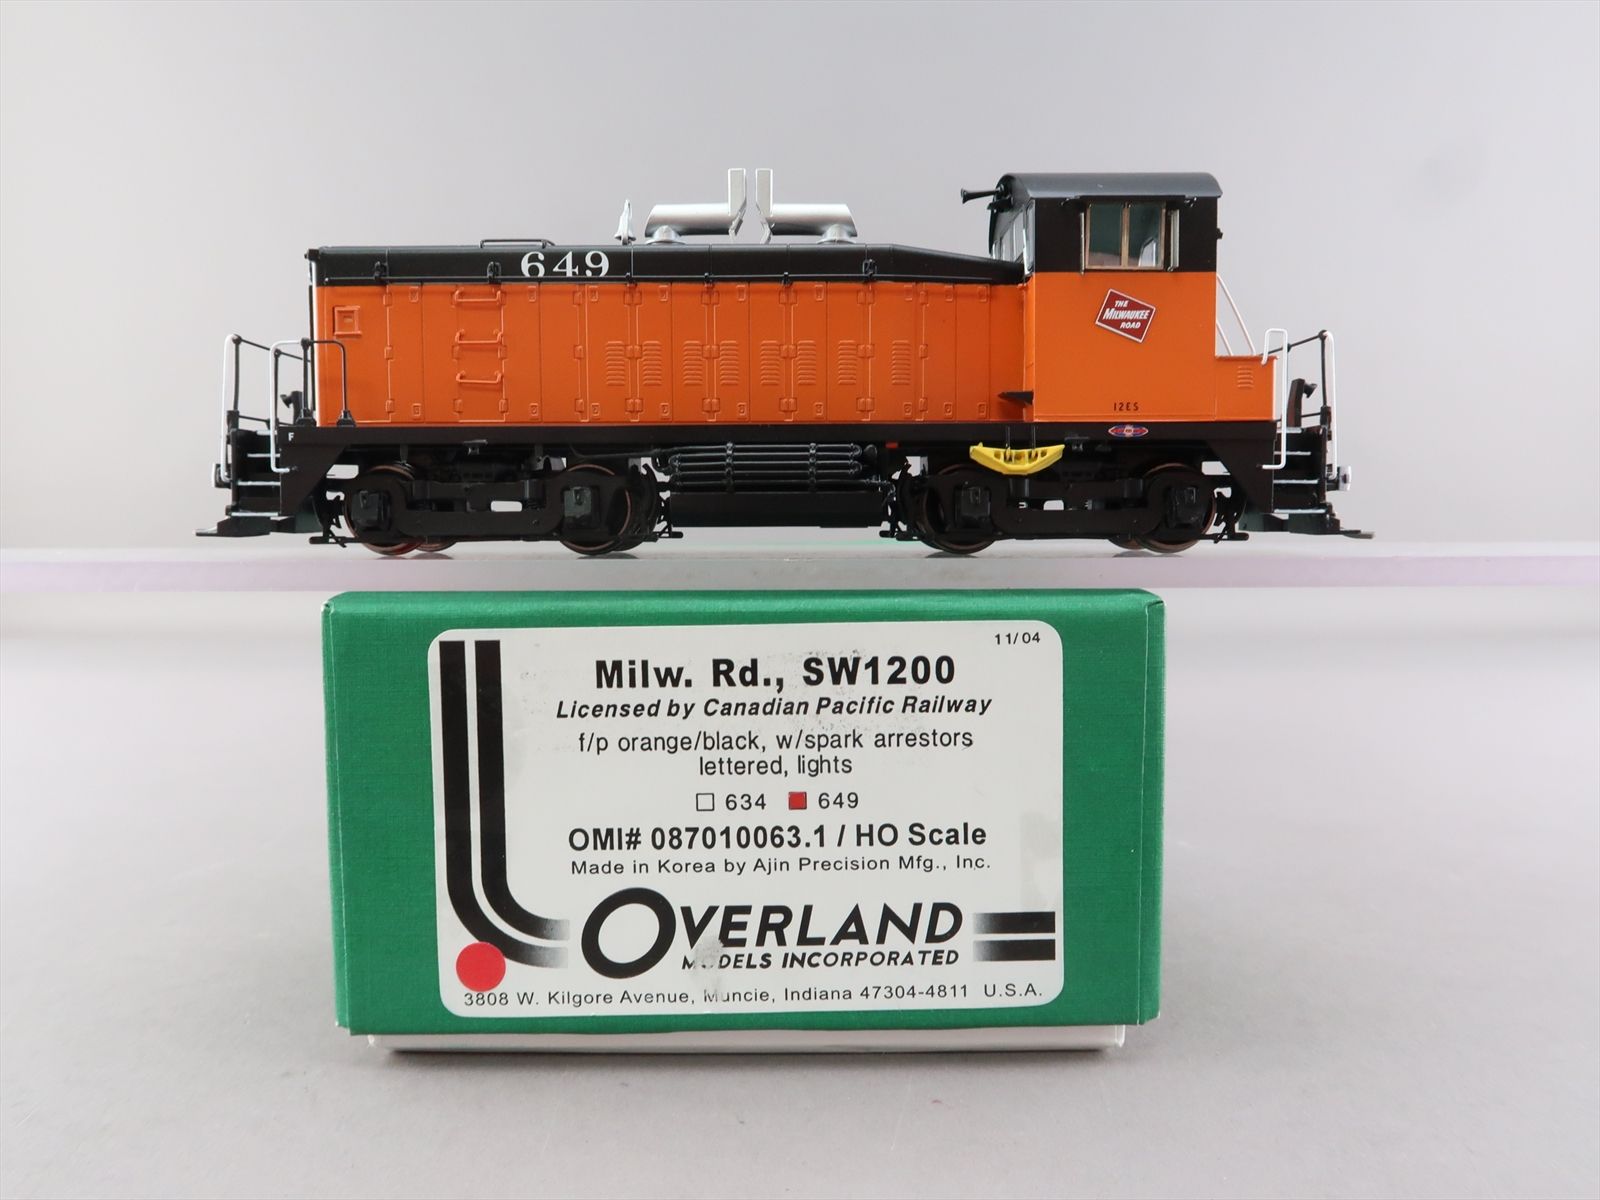 649
THE
MILWAUKEE
ROAD
12ES
F
11/04
Milw. Rd., SW1200
Licensed by Canadian Pacific Railway
f/p orange/black, w/spark arrestors
lettered, lights
634 649
OMI# 087010063.1 / HO Scale
Made in Korea by Ajin Precision Mfg., Inc.
OVERLAND
MODELS INCORPORATED
3808 W. Kilgore Avenue, Muncie, Indiana 47304-4811 U.S.A.